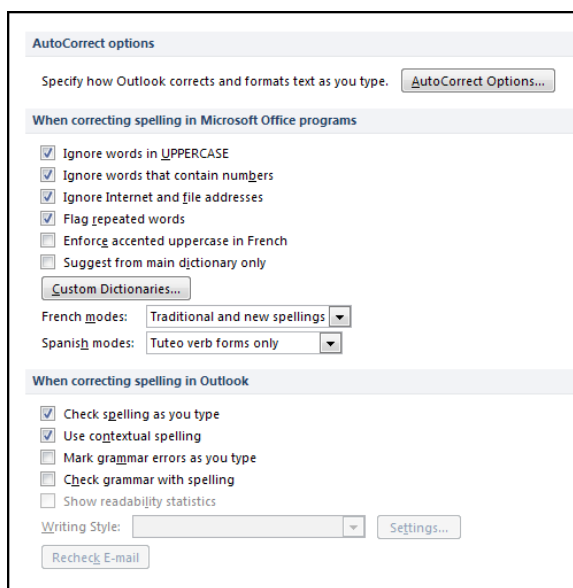 AutoCorrect options
Specify how Outlook corrects and formats text as you type. AutoCorrect Options...
When correcting spelling in Microsoft Office programs
Ignore words in UPPERCASE
Ignore words that contain numbers
Ignore Internet and file addresses
Flag repeated words
Enforce accented uppercase in French
Suggest from main dictionary only
Custom Dictionaries...
French modes: Traditional and new spellings
Spanish modes: Tuteo verb forms only
When correcting spelling in Outlook
Check spelling as you type
Use contextual spelling
Mark grammar errors as you type
Check grammar with spelling
Show readability statistics
Writing Style: Settings...
Recheck E-mail